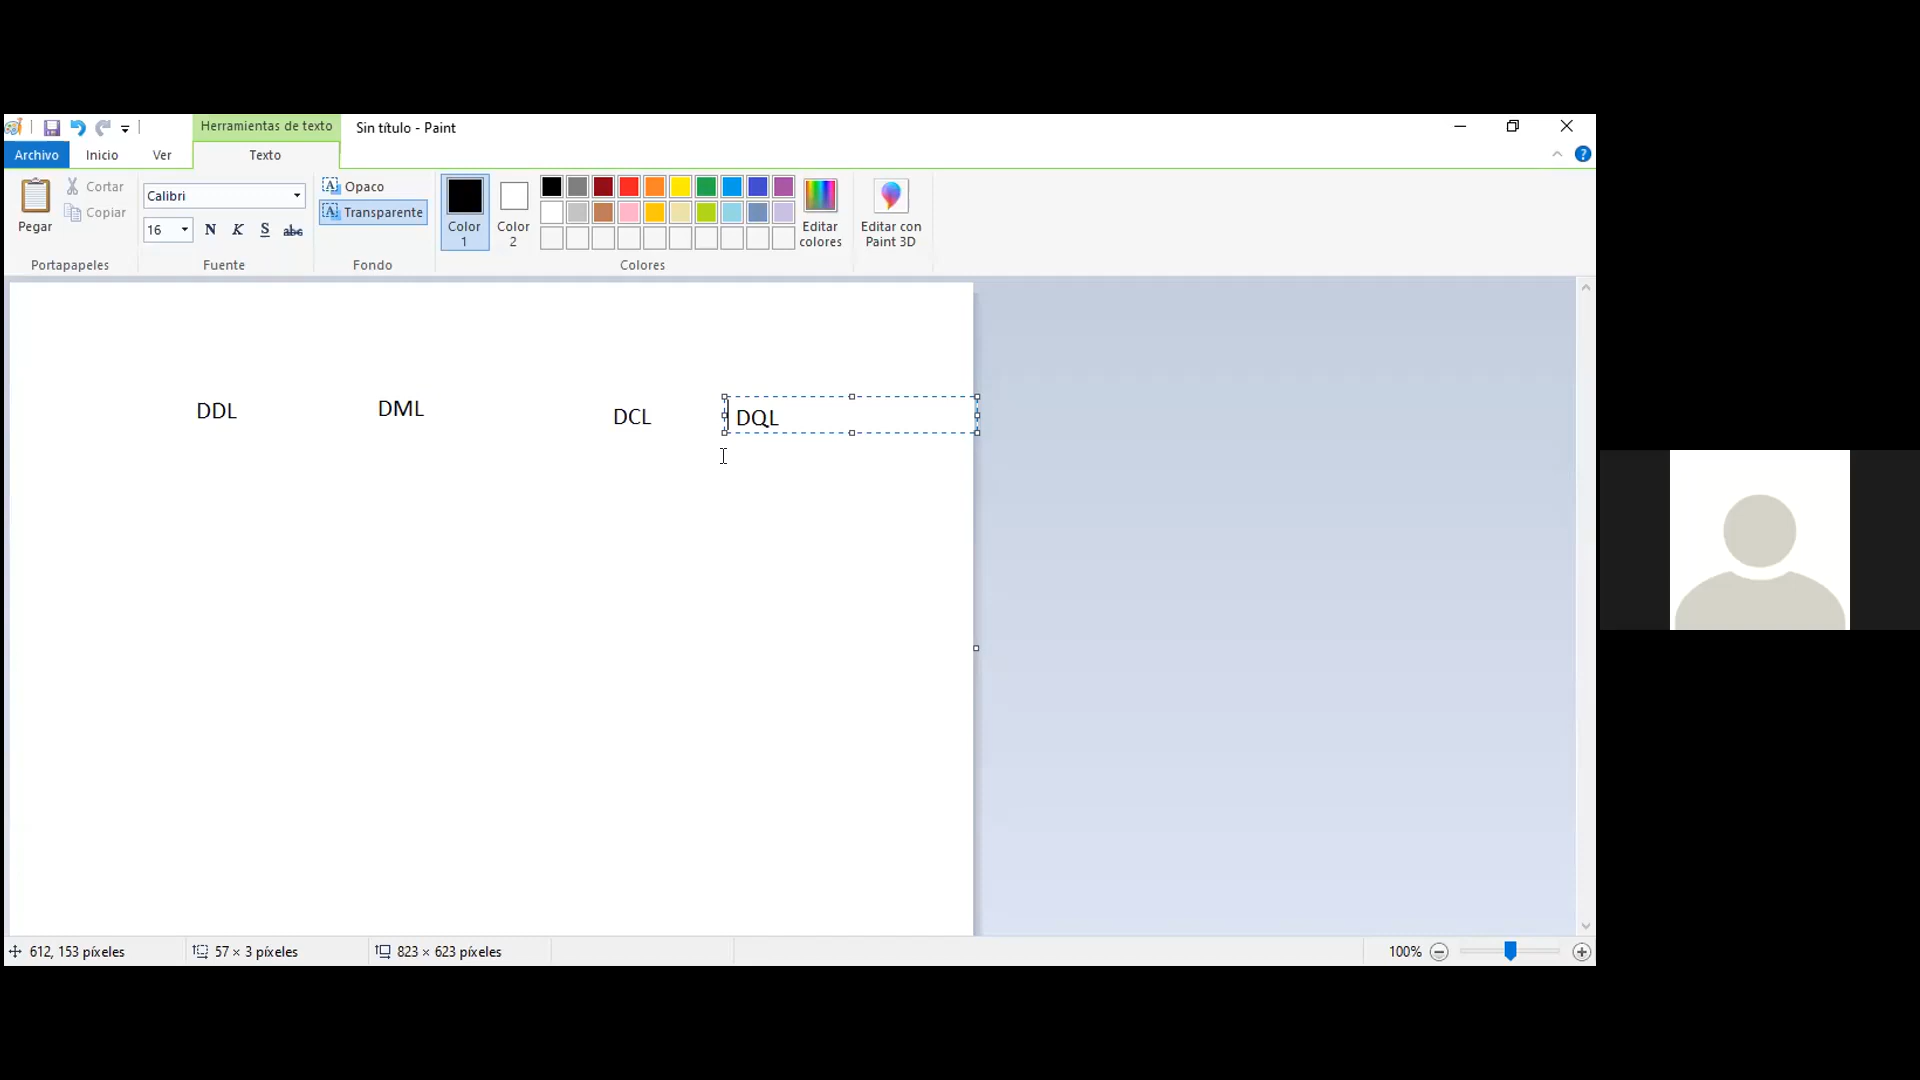 Herramientas de texto
Sin título - Paint
Archivo
Inicio
Ver
Texto
?
Pegar
Cortar
Copiar
Portapapeles
Calibri
16
N K S abc
Fuente
A Opaco
A Transparente
Fondo
Color
1
Color
2
Editar
colores
Colores
Editar con
Paint 3D
DDL
DML
DCL
DQL
612, 153 píxeles
57 × 3 píxeles
823 × 623 píxeles
100%